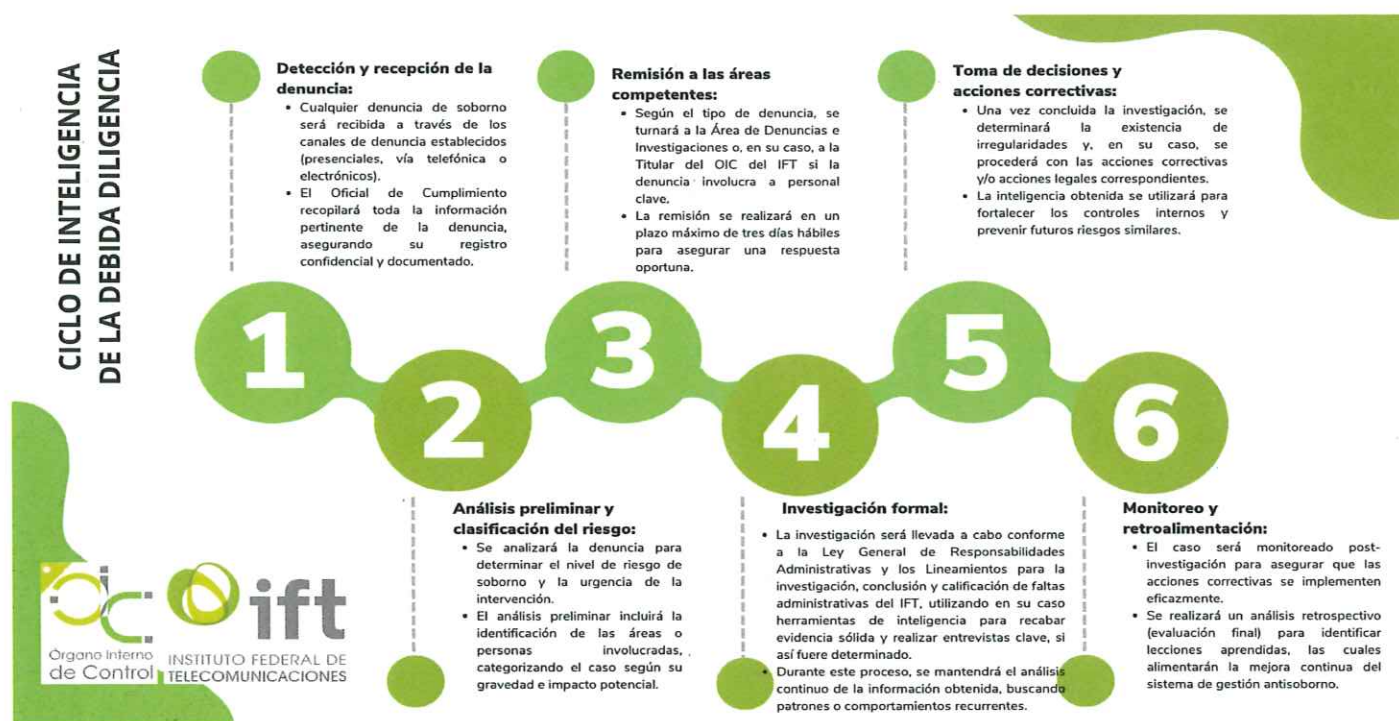 CICLO DE INTELIGENCIA
DE LA DEBIDA DILIGENCIA
1
Detección y recepción de la
denuncia:
• Cualquier denuncia de soborno
será recibida a través de los
canales de denuncia establecidos
(presenciales, vía telefónica o
electrónicos).
• El Oficial de Cumplimiento
recopilará toda la información
pertinente de la denuncia,
asegurando su registro
confidencial y documentado.
2
Análisis preliminar y
clasificación del riesgo:
• Se analizará la denuncia para
determinar el nivel de riesgo de
soborno y la urgencia de la
intervención.
• El análisis preliminar incluirá la
identificación de las áreas o
personas involucradas,
categorizando el caso según su
gravedad e impacto potencial.
3
Remisión a las áreas
competentes:
• Según el tipo de denuncia, se
turnará a la Área de Denuncias e
Investigaciones o, en su caso, a la
Titular del OIC del IFT si la
denuncia involucra a personal
clave.
• La remisión se realizará en un
plazo máximo de tres días hábiles
para asegurar una respuesta
oportuna.
4
Investigación formal:
• La investigación será llevada a cabo conforme
a la Ley General de Responsabilidades
Administrativas y los Lineamientos para la
investigación, conclusión y calificación de faltas
administrativas del IFT, utilizando en su caso
herramientas de inteligencia para recabar
evidencia sólida y realizar entrevistas clave, si
así fuere determinado.
• Durante este proceso, se mantendrá el análisis
continuo de la información obtenida, buscando
patrones o comportamientos recurrentes.
5
Toma de decisiones y
acciones correctivas:
• Una vez concluida la investigación, se
determinará la existencia de
irregularidades y, en su caso, se
procederá con las acciones correctivas
y/o acciones legales correspondientes.
• La inteligencia obtenida se utilizará para
fortalecer los controles internos y
prevenir futuros riesgos similares.
6
Monitoreo y
retroalimentación:
• El caso será monitoreado post-
investigación para asegurar que las
acciones correctivas se implementen
eficazmente.
• Se realizará un análisis retrospectivo
(evaluación final) para identificar
lecciones aprendidas, las cuales
alimentarán la mejora continua del
sistema de gestión antisoborno.
oic
Órgano Interno
de Control
ift
INSTITUTO FEDERAL DE
TELECOMUNICACIONES